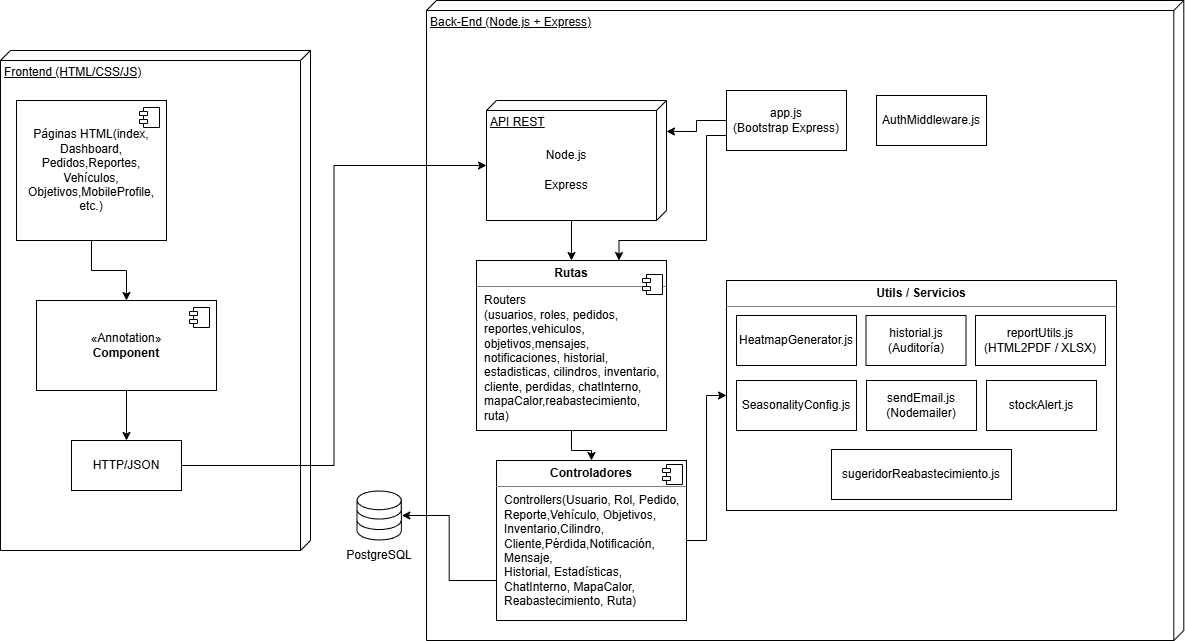 Back-End (Node.js + Express)
Frontend (HTML/CSS/JS)
Páginas HTML(index,
Dashboard,
Pedidos,Reportes,
Vehículos,
Objetivos,MobileProfile,
etc.)
«Annotation»
Component
HTTP/JSON
API REST
Node.js
Express
app.js
(Bootstrap Express)
AuthMiddleware.js
Rutas
Routers
(usuarios, roles, pedidos,
reportes,vehiculos,
objetivos,mensajes,
notificaciones, historial,
estadisticas, cilindros, inventario,
cliente, perdidas, chatInterno,
mapaCalor,reabastecimiento,
ruta)
Controladores
Controllers(Usuario, Rol, Pedido,
Reporte,Vehículo, Objetivos,
Inventario,Cilindro,
Cliente,Pérdida,Notificación,
Mensaje,
Historial, Estadísticas,
ChatInterno, MapaCalor,
Reabastecimiento, Ruta)
PostgreSQL
Utils / Servicios
HeatmapGenerator.js
historial.js
(Auditoría)
reportUtils.js
(HTML2PDF / XLSX)
SeasonalityConfig.js
sendEmail.js
(Nodemailer)
stockAlert.js
sugeridorReabastecimiento.js